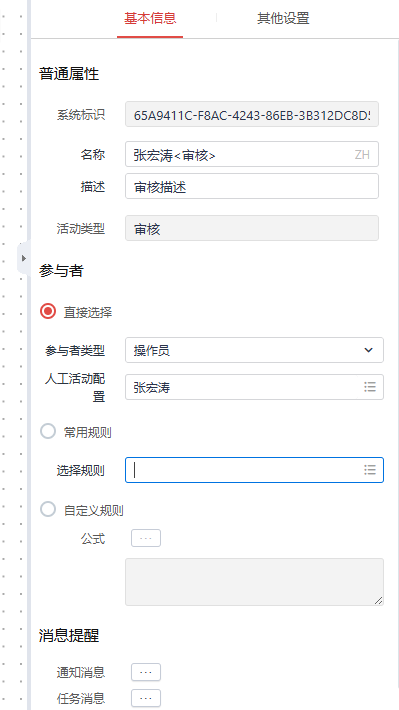 基本信息 其他设置
普通属性
系统标识 65A9411C-F8AC-4243-86EB-3B312DC8D5
名称 张宏涛<审核> ZH
描述 审核描述
活动类型 审核
参与者
直接选择
参与者类型 操作员
人工活动配
置 张宏涛
常用规则
选择规则
自定义规则
公式 ...
消息提醒
通知消息 ...
任务消息 ...